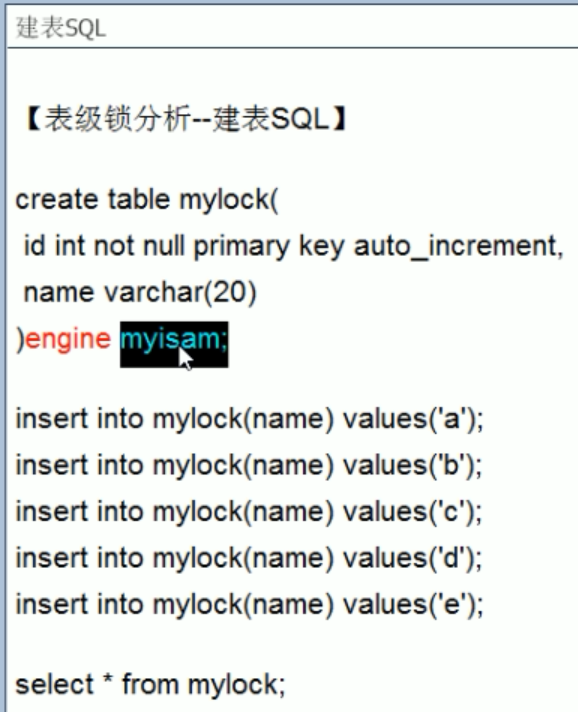 建表SQL
【表级锁分析--建表SQL】
create table mylock(
id int not null primary key auto_increment,
name varchar(20)
)engine myisam;
insert into mylock(name) values('a');
insert into mylock(name) values('b');
insert into mylock(name) values('c');
insert into mylock(name) values('d');
insert into mylock(name) values('e');
select * from mylock;